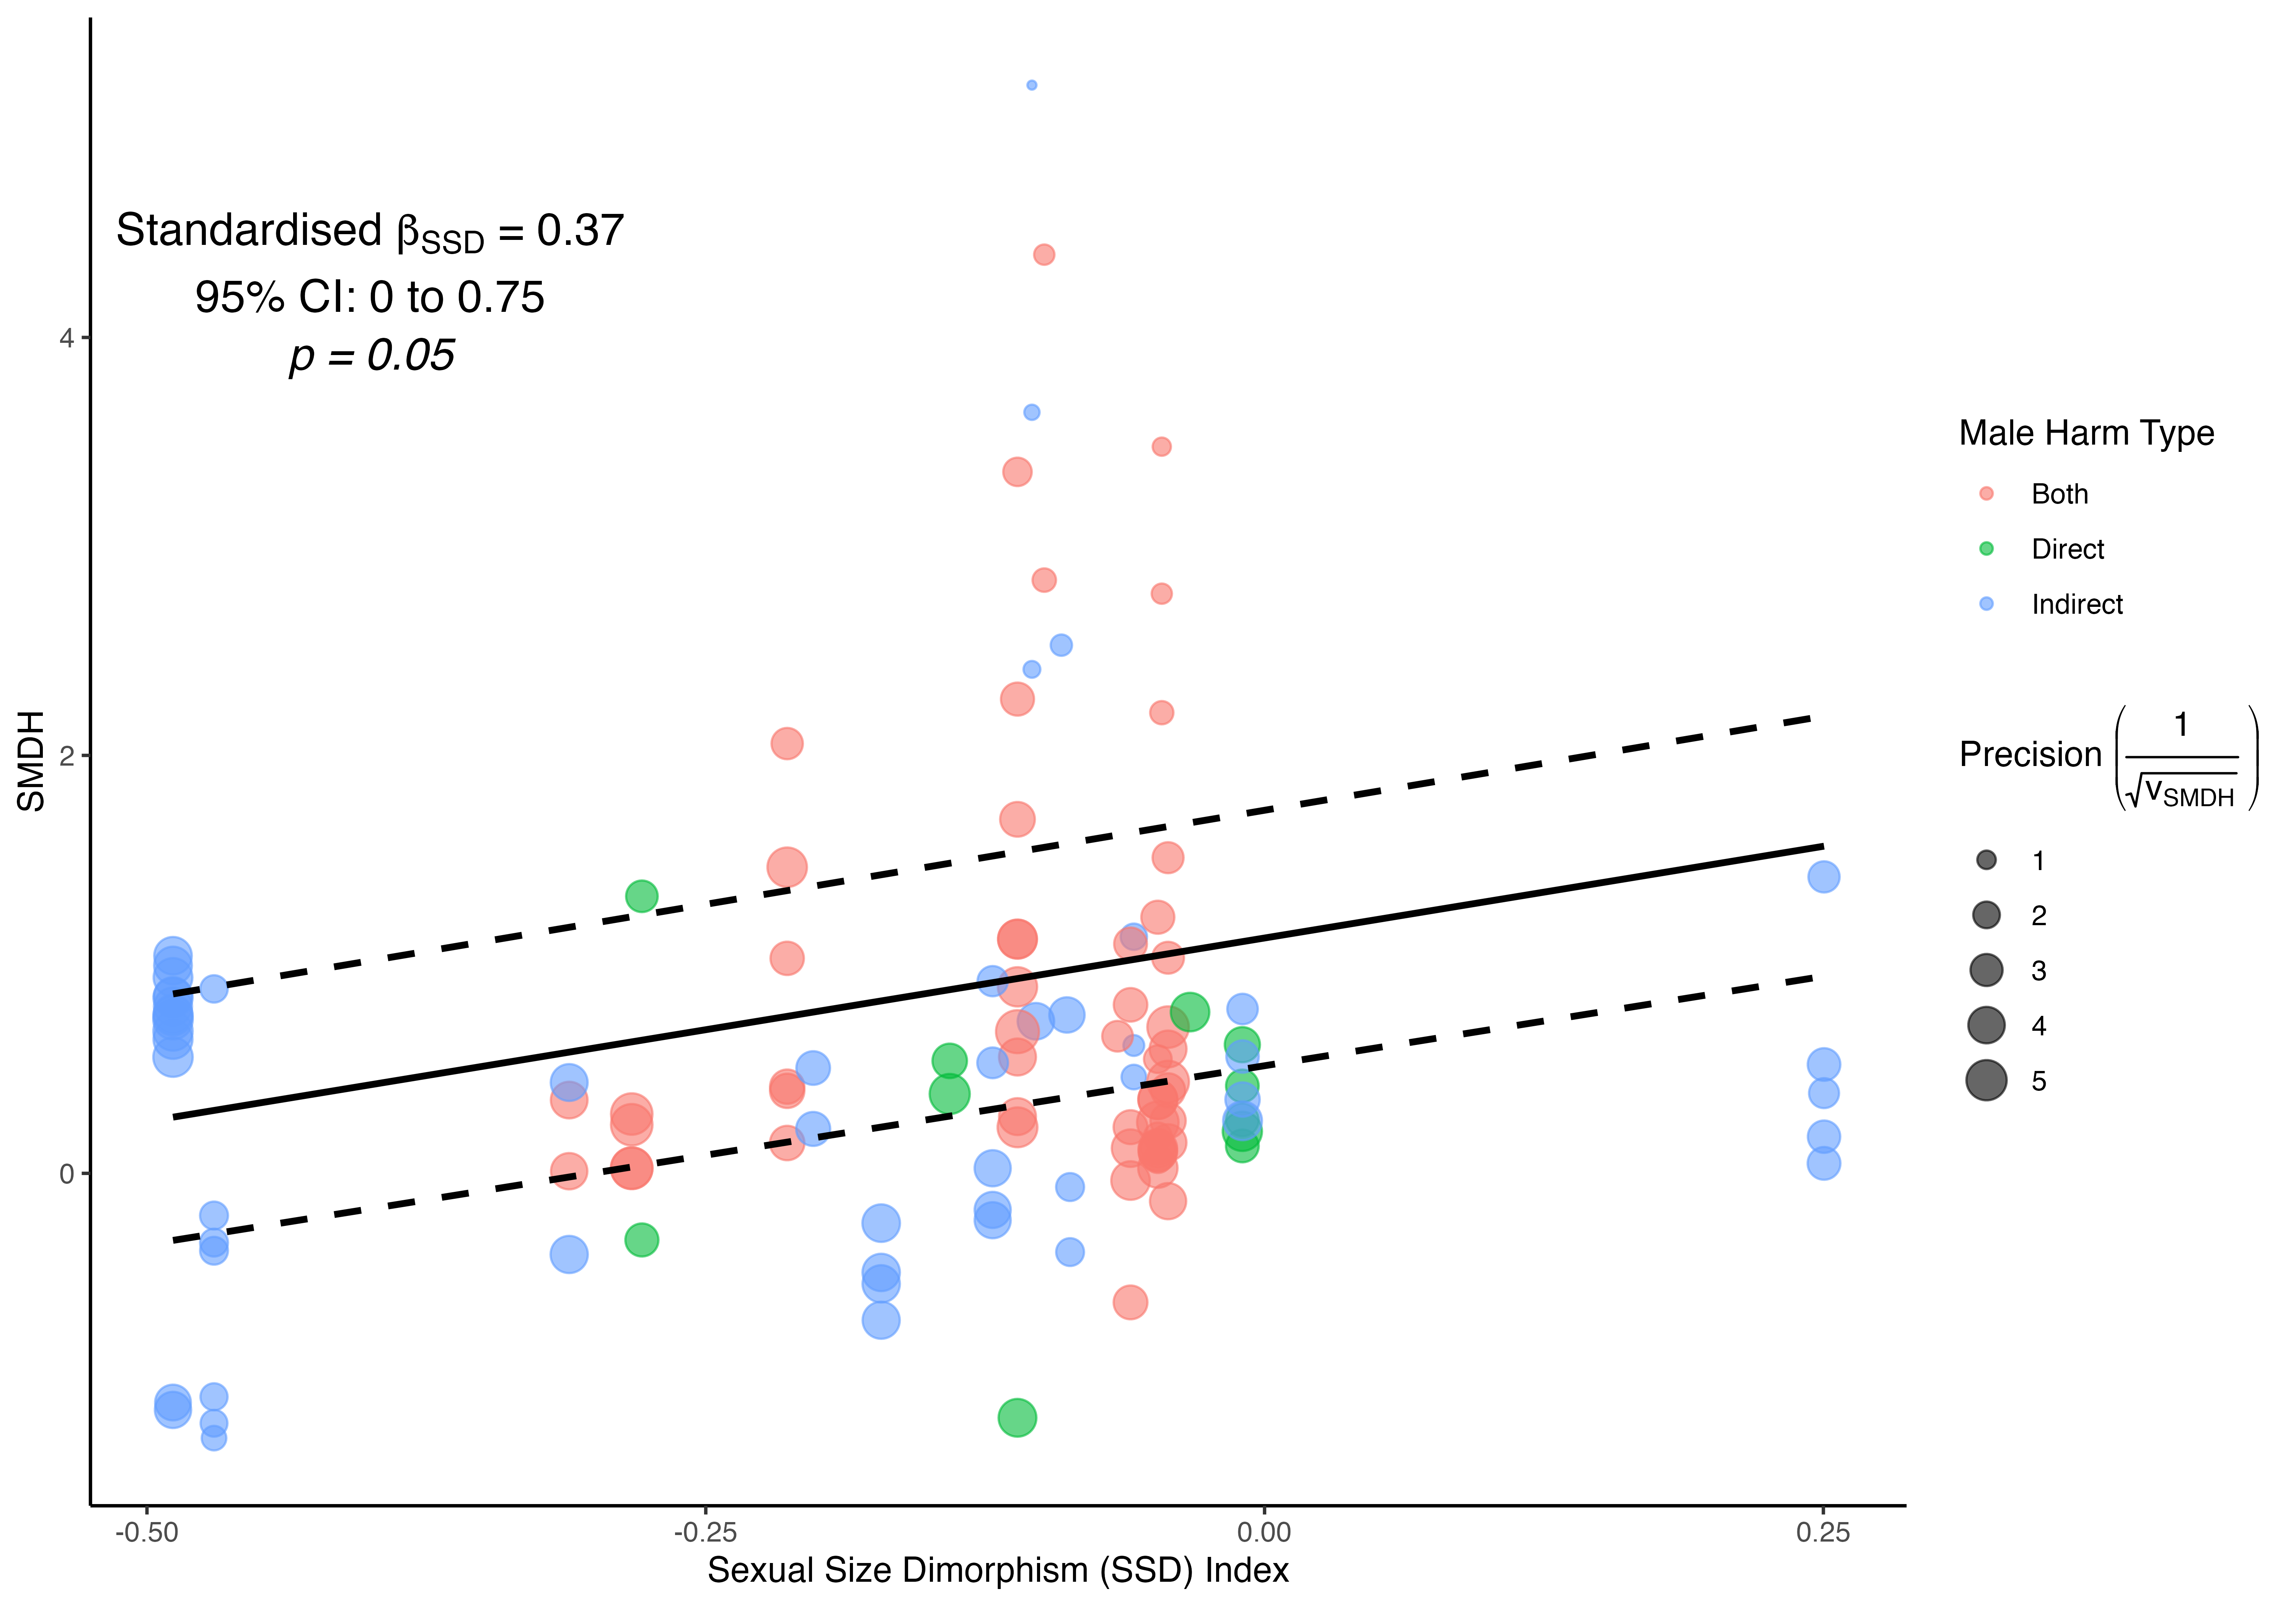 Standardised βSSD = 0.37
95% CI: 0 to 0.75
p = 0.05
SMDH
4
2
0
-0.50
-0.25
0.00
0.25
Sexual Size Dimorphism (SSD) Index
Male Harm Type
Both
Direct
Indirect
Precision (1/√vSMDH)
1
2
3
4
5